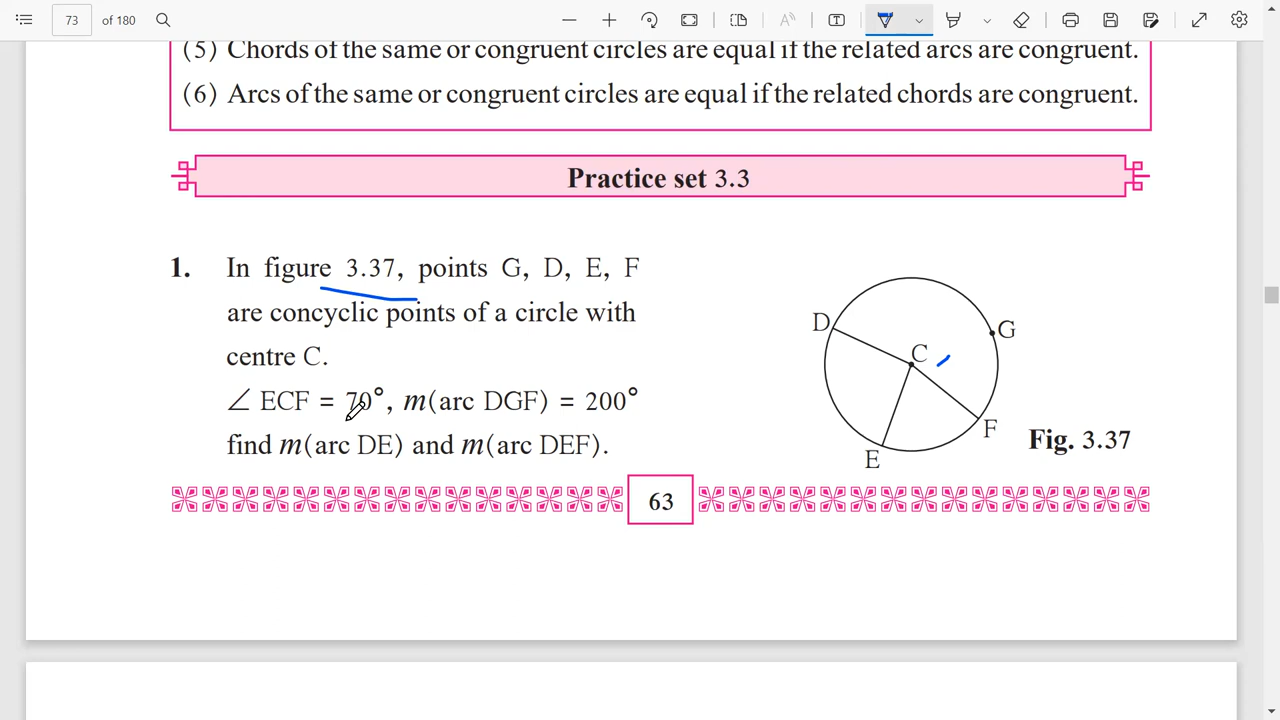 73 of 180
(5) Chords of the same or congruent circles are equal if the related arcs are congruent.
(6) Arcs of the same or congruent circles are equal if the related chords are congruent.
Practice set 3.3
1. In figure 3.37, points G, D, E, F
are concyclic points of a circle with
centre C.
∠ ECF = 70°, m(arc DGF) = 200°
find m(arc DE) and m(arc DEF).
D
G
C
F
E
Fig. 3.37
63